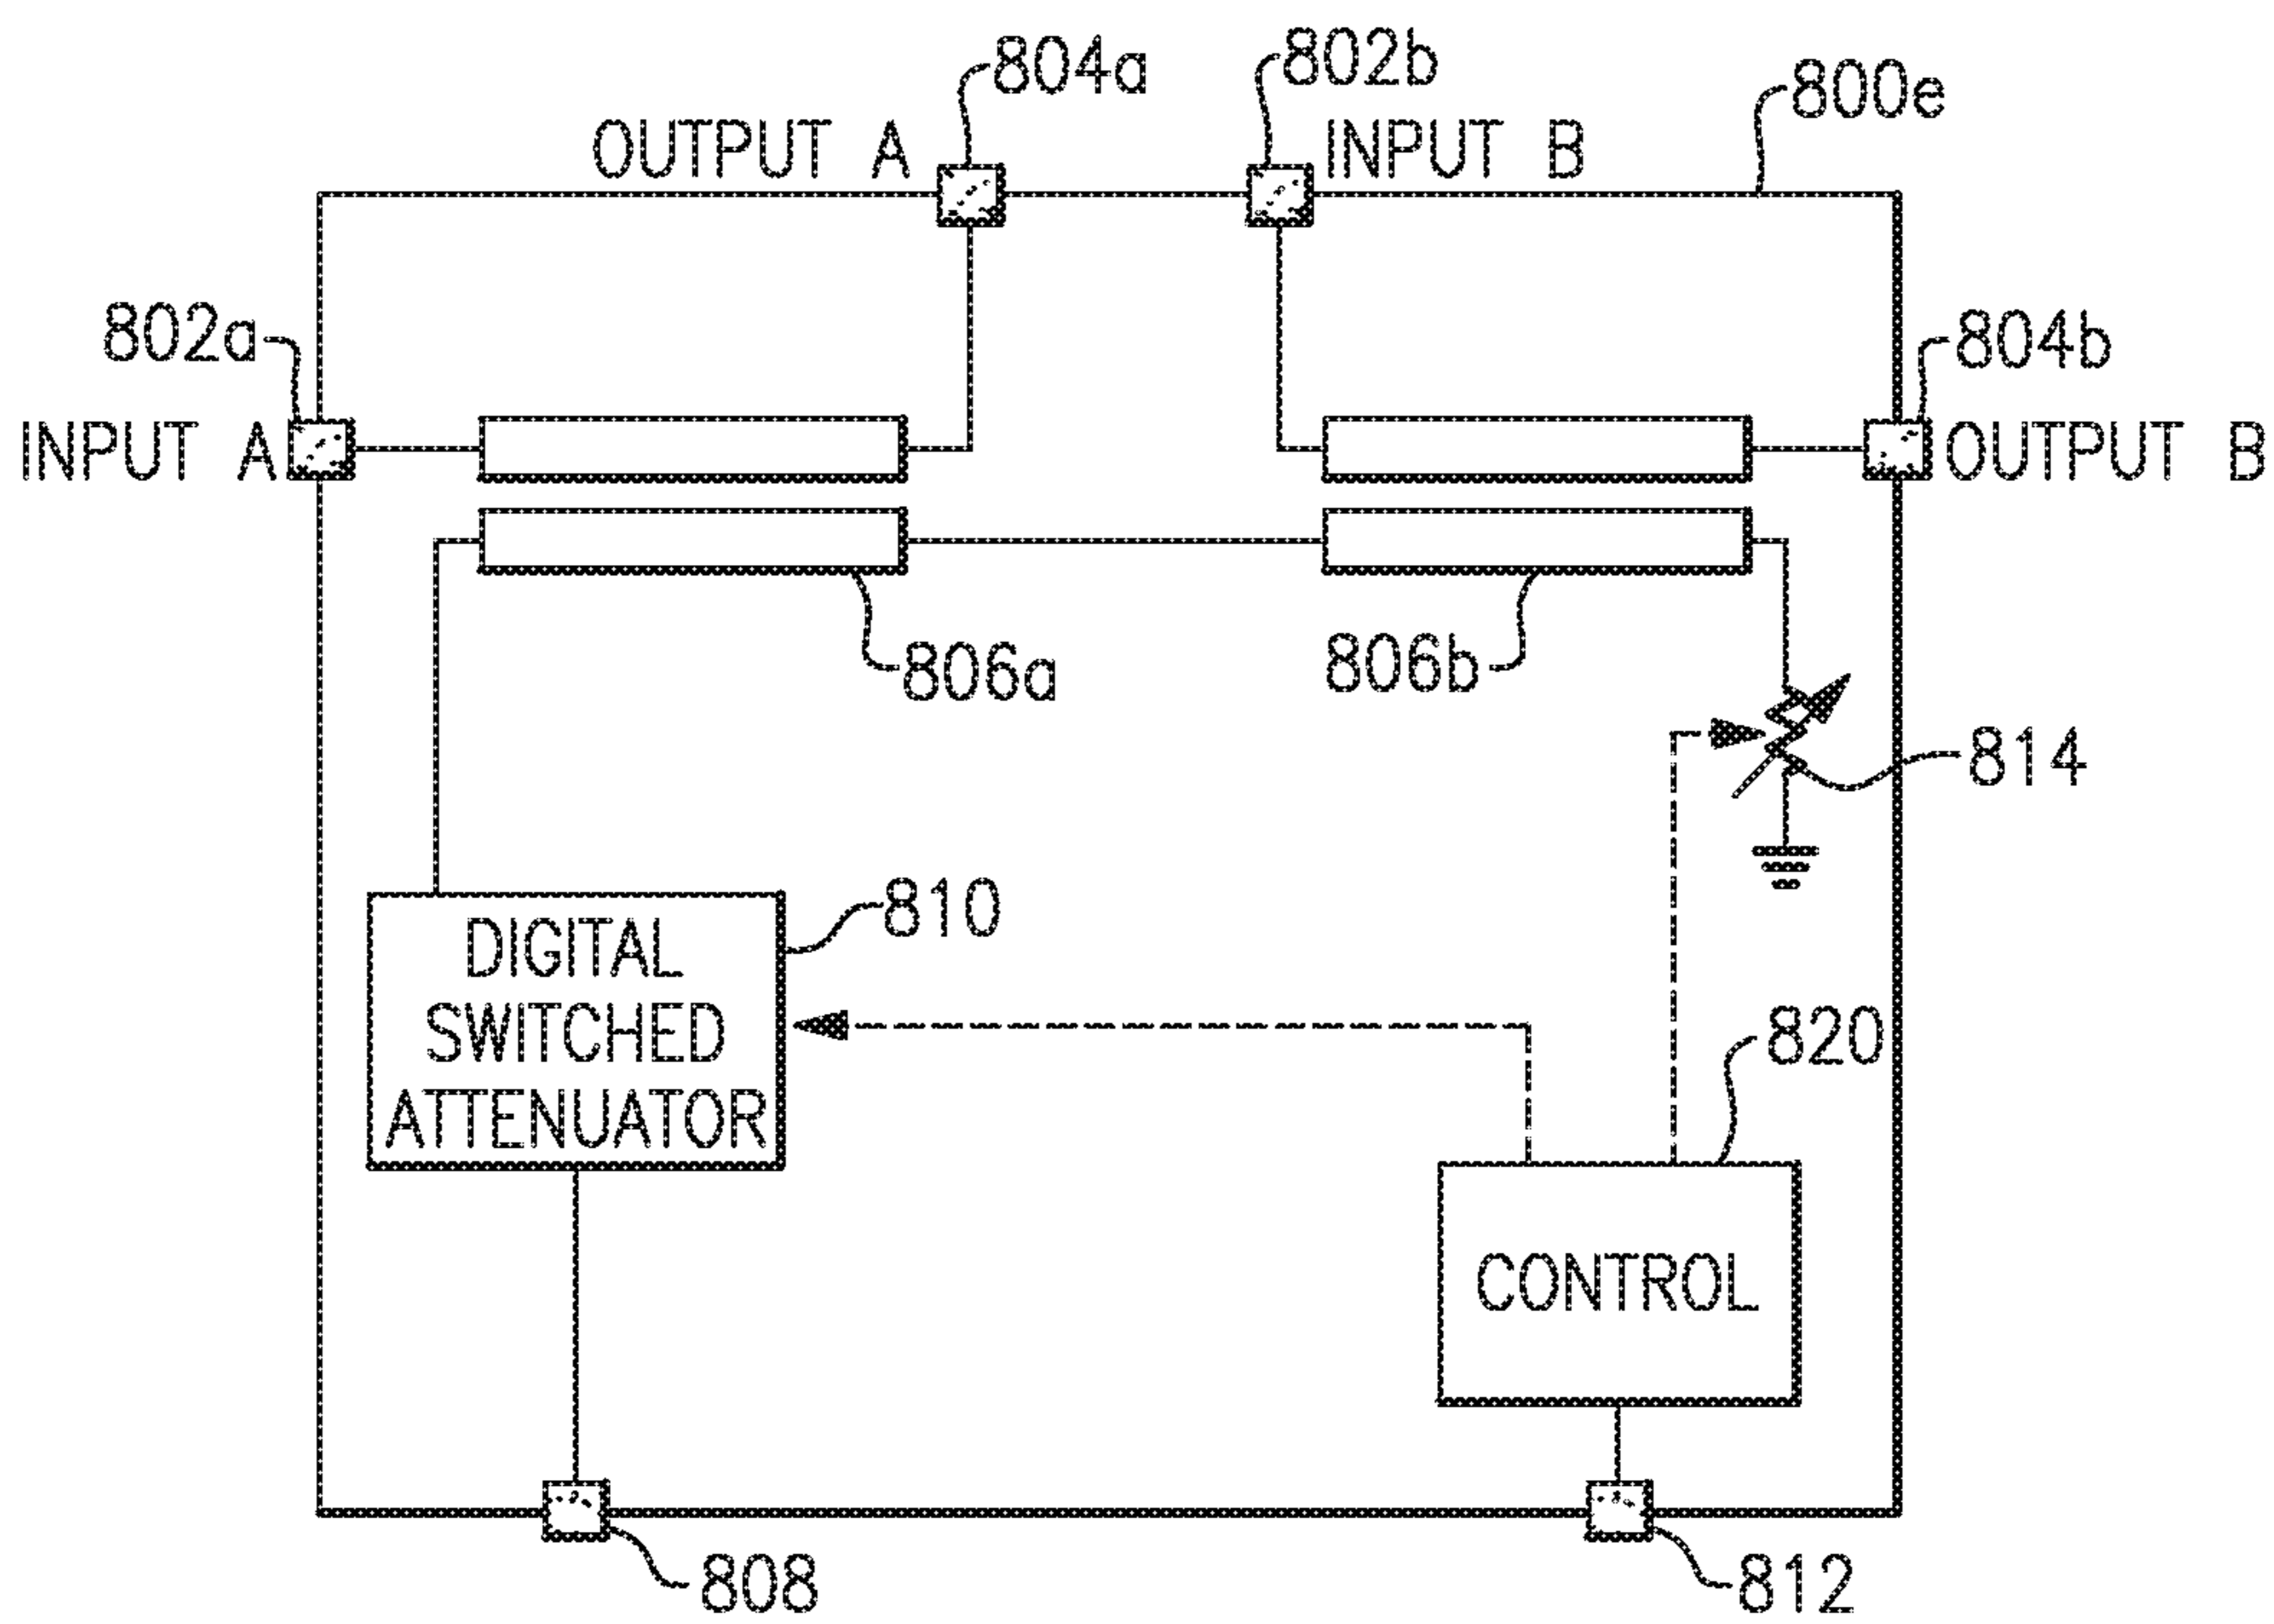 804a
802b
800e
OUTPUT A
INPUT B
802a
804b
INPUT A
OUTPUT B
806a
806b
814
810
DIGITAL
SWITCHED
ATTENUATOR
820
CONTROL
808
812